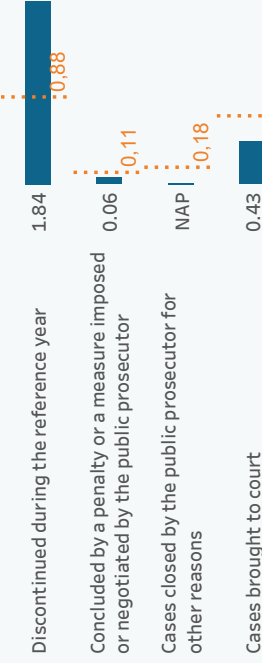 Discontinued during the reference year
1.84
0,88
Concluded by a penalty or a measure imposed
or negotiated by the public prosecutor
0.06
0,11
Cases closed by the public prosecutor for
other reasons
NAP
0,18
Cases brought to court
0.43